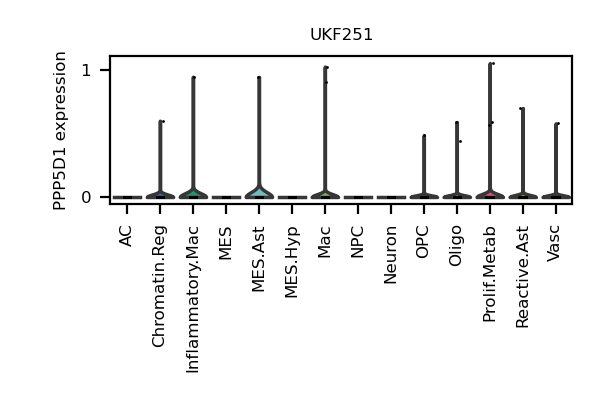 UKF251
PPP5D1 expression
1
0
AC
Chromatin.Reg
Inflammatory.Mac
MES
MES.Ast
MES.Hyp
Mac
NPC
Neuron
OPC
Oligo
Prolif.Metab
Reactive.Ast
Vasc